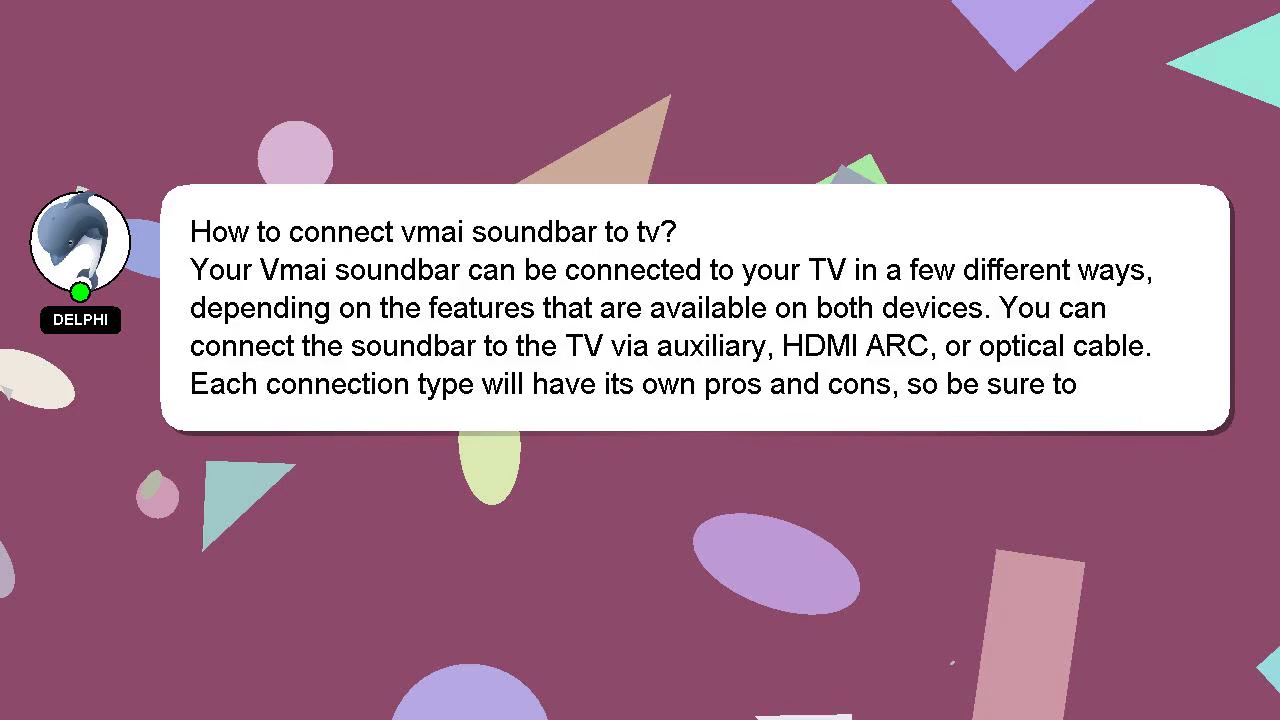 How to connect vmai soundbar to tv?
Your Vmai soundbar can be connected to your TV in a few different ways,
depending on the features that are available on both devices. You can
connect the soundbar to the TV via auxiliary, HDMI ARC, or optical cable.
Each connection type will have its own pros and cons, so be sure to
DELPHI